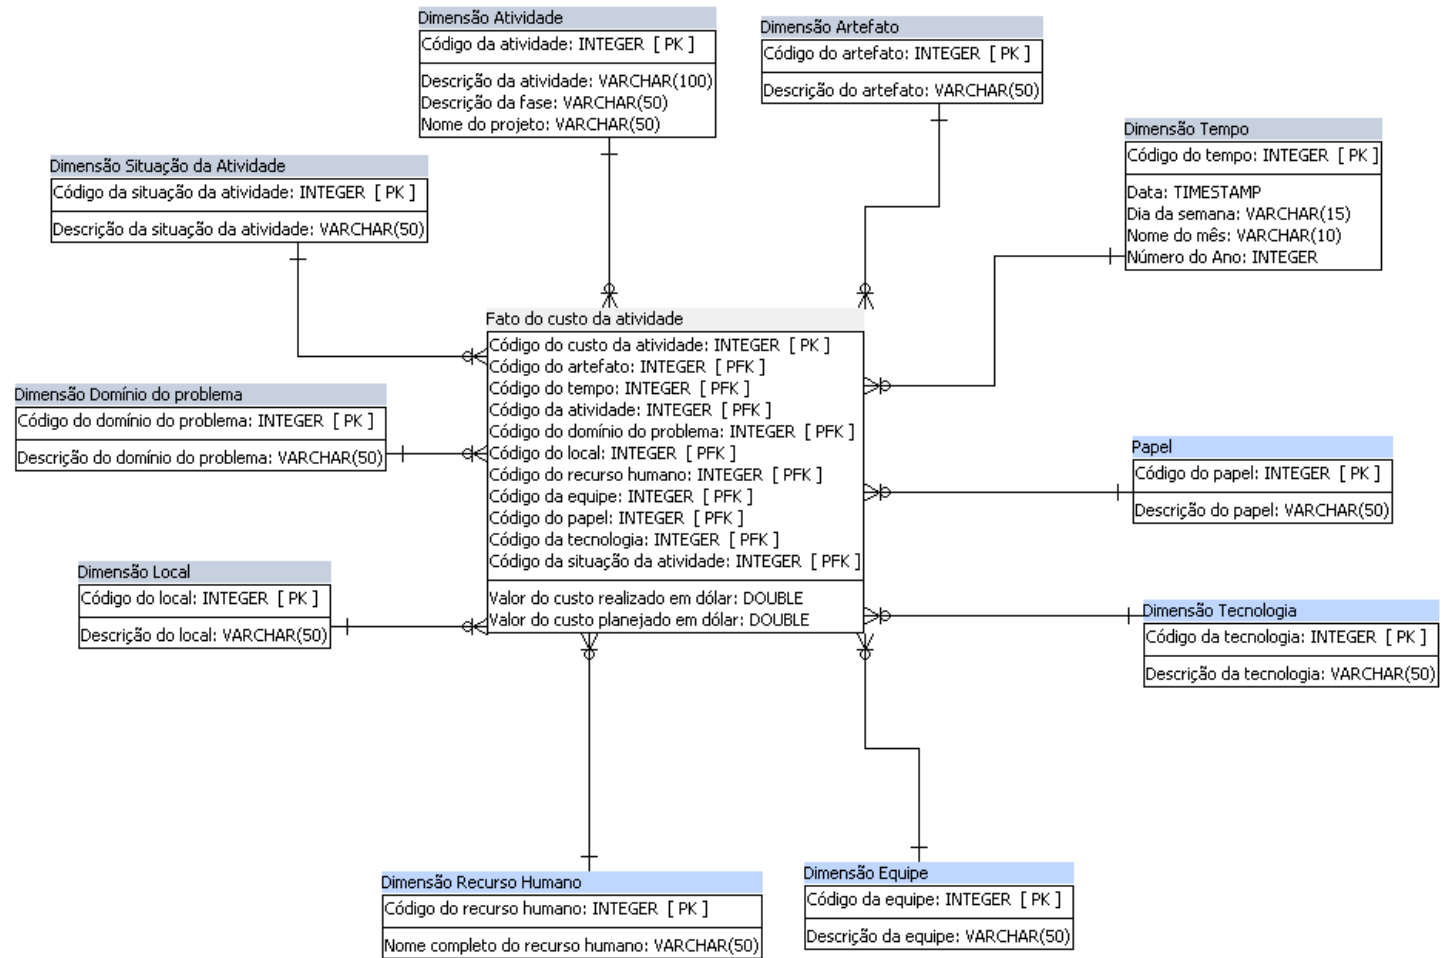 Dimensão Atividade
Código da atividade: INTEGER [ PK ]
Descrição da atividade: VARCHAR(100)
Descrição da fase: VARCHAR(50)
Nome do projeto: VARCHAR(50)
Dimensão Artefato
Código do artefato: INTEGER [ PK ]
Descrição do artefato: VARCHAR(50)
Dimensão Tempo
Código do tempo: INTEGER [ PK ]
Data: TIMESTAMP
Dia da semana: VARCHAR(15)
Nome do mês: VARCHAR(10)
Número do Ano: INTEGER
Dimensão Situação da Atividade
Código da situação da atividade: INTEGER [ PK ]
Descrição da situação da atividade: VARCHAR(50)
Fato do custo da atividade
Código do custo da atividade: INTEGER [ PK ]
Código do artefato: INTEGER [ PFK ]
Código do tempo: INTEGER [ PFK ]
Código da atividade: INTEGER [ PFK ]
Código do domínio do problema: INTEGER [ PFK ]
Código do local: INTEGER [ PFK ]
Código do recurso humano: INTEGER [ PFK ]
Código da equipe: INTEGER [ PFK ]
Código do papel: INTEGER [ PFK ]
Código da tecnologia: INTEGER [ PFK ]
Código da situação da atividade: INTEGER [ PFK ]
Valor do custo realizado em dólar: DOUBLE
Valor do custo planejado em dólar: DOUBLE
Dimensão Domínio do problema
Código do domínio do problema: INTEGER [ PK ]
Descrição do domínio do problema: VARCHAR(50)
Papel
Código do papel: INTEGER [ PK ]
Descrição do papel: VARCHAR(50)
Dimensão Local
Código do local: INTEGER [ PK ]
Descrição do local: VARCHAR(50)
Dimensão Tecnologia
Código da tecnologia: INTEGER [ PK ]
Descrição da tecnologia: VARCHAR(50)
Dimensão Recurso Humano
Código do recurso humano: INTEGER [ PK ]
Nome completo do recurso humano: VARCHAR(50)
Dimensão Equipe
Código da equipe: INTEGER [ PK ]
Descrição da equipe: VARCHAR(50)